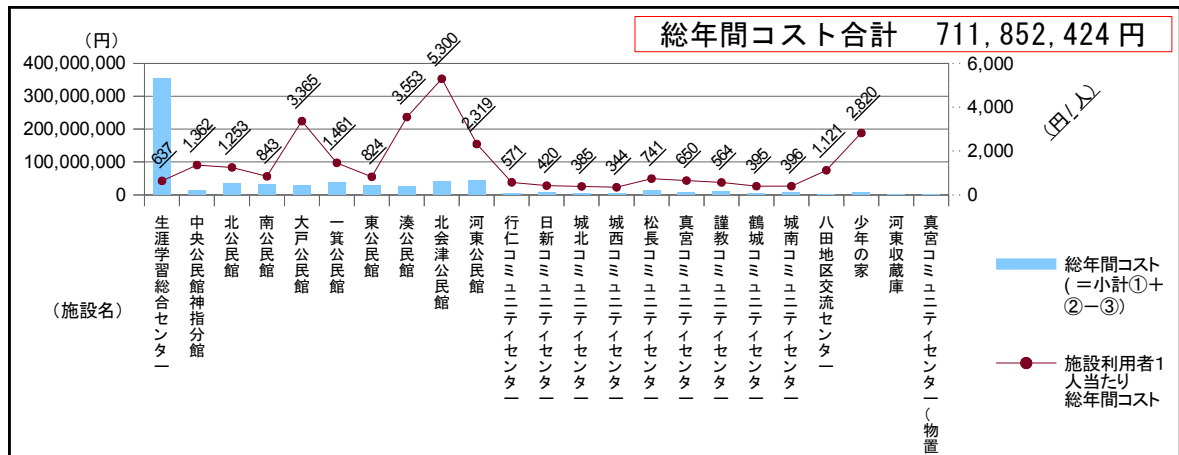 総年間コスト合計　711,852,424円
（円）
400,000,000
300,000,000
200,000,000
100,000,000
0
6,000
4,000
2,000
0
(円/人)
637
1,362
1,253
843
3,365
1,461
824
3,553
5,300
2,319
571
420
385
344
741
650
564
395
396
1,121
2,820
（施設名）
生涯学習総合センター
中央公民館神指分館
北公民館
南公民館
大戸公民館
一箕公民館
東公民館
湊公民館
北会津公民館
河東公民館
行仁コミュニティセンター
日新コミュニティセンター
城北コミュニティセンター
城西コミュニティセンター
松長コミュニティセンター
真宮コミュニティセンター
謹教コミュニティセンター
鶴城コミュニティセンター
城南コミュニティセンター
八田地区交流センター
少年の家
河東収蔵庫
真宮コミュニティセンター(物置
総年間コスト
(＝小計①＋
②－③)
施設利用者1
人当たり
総年間コスト